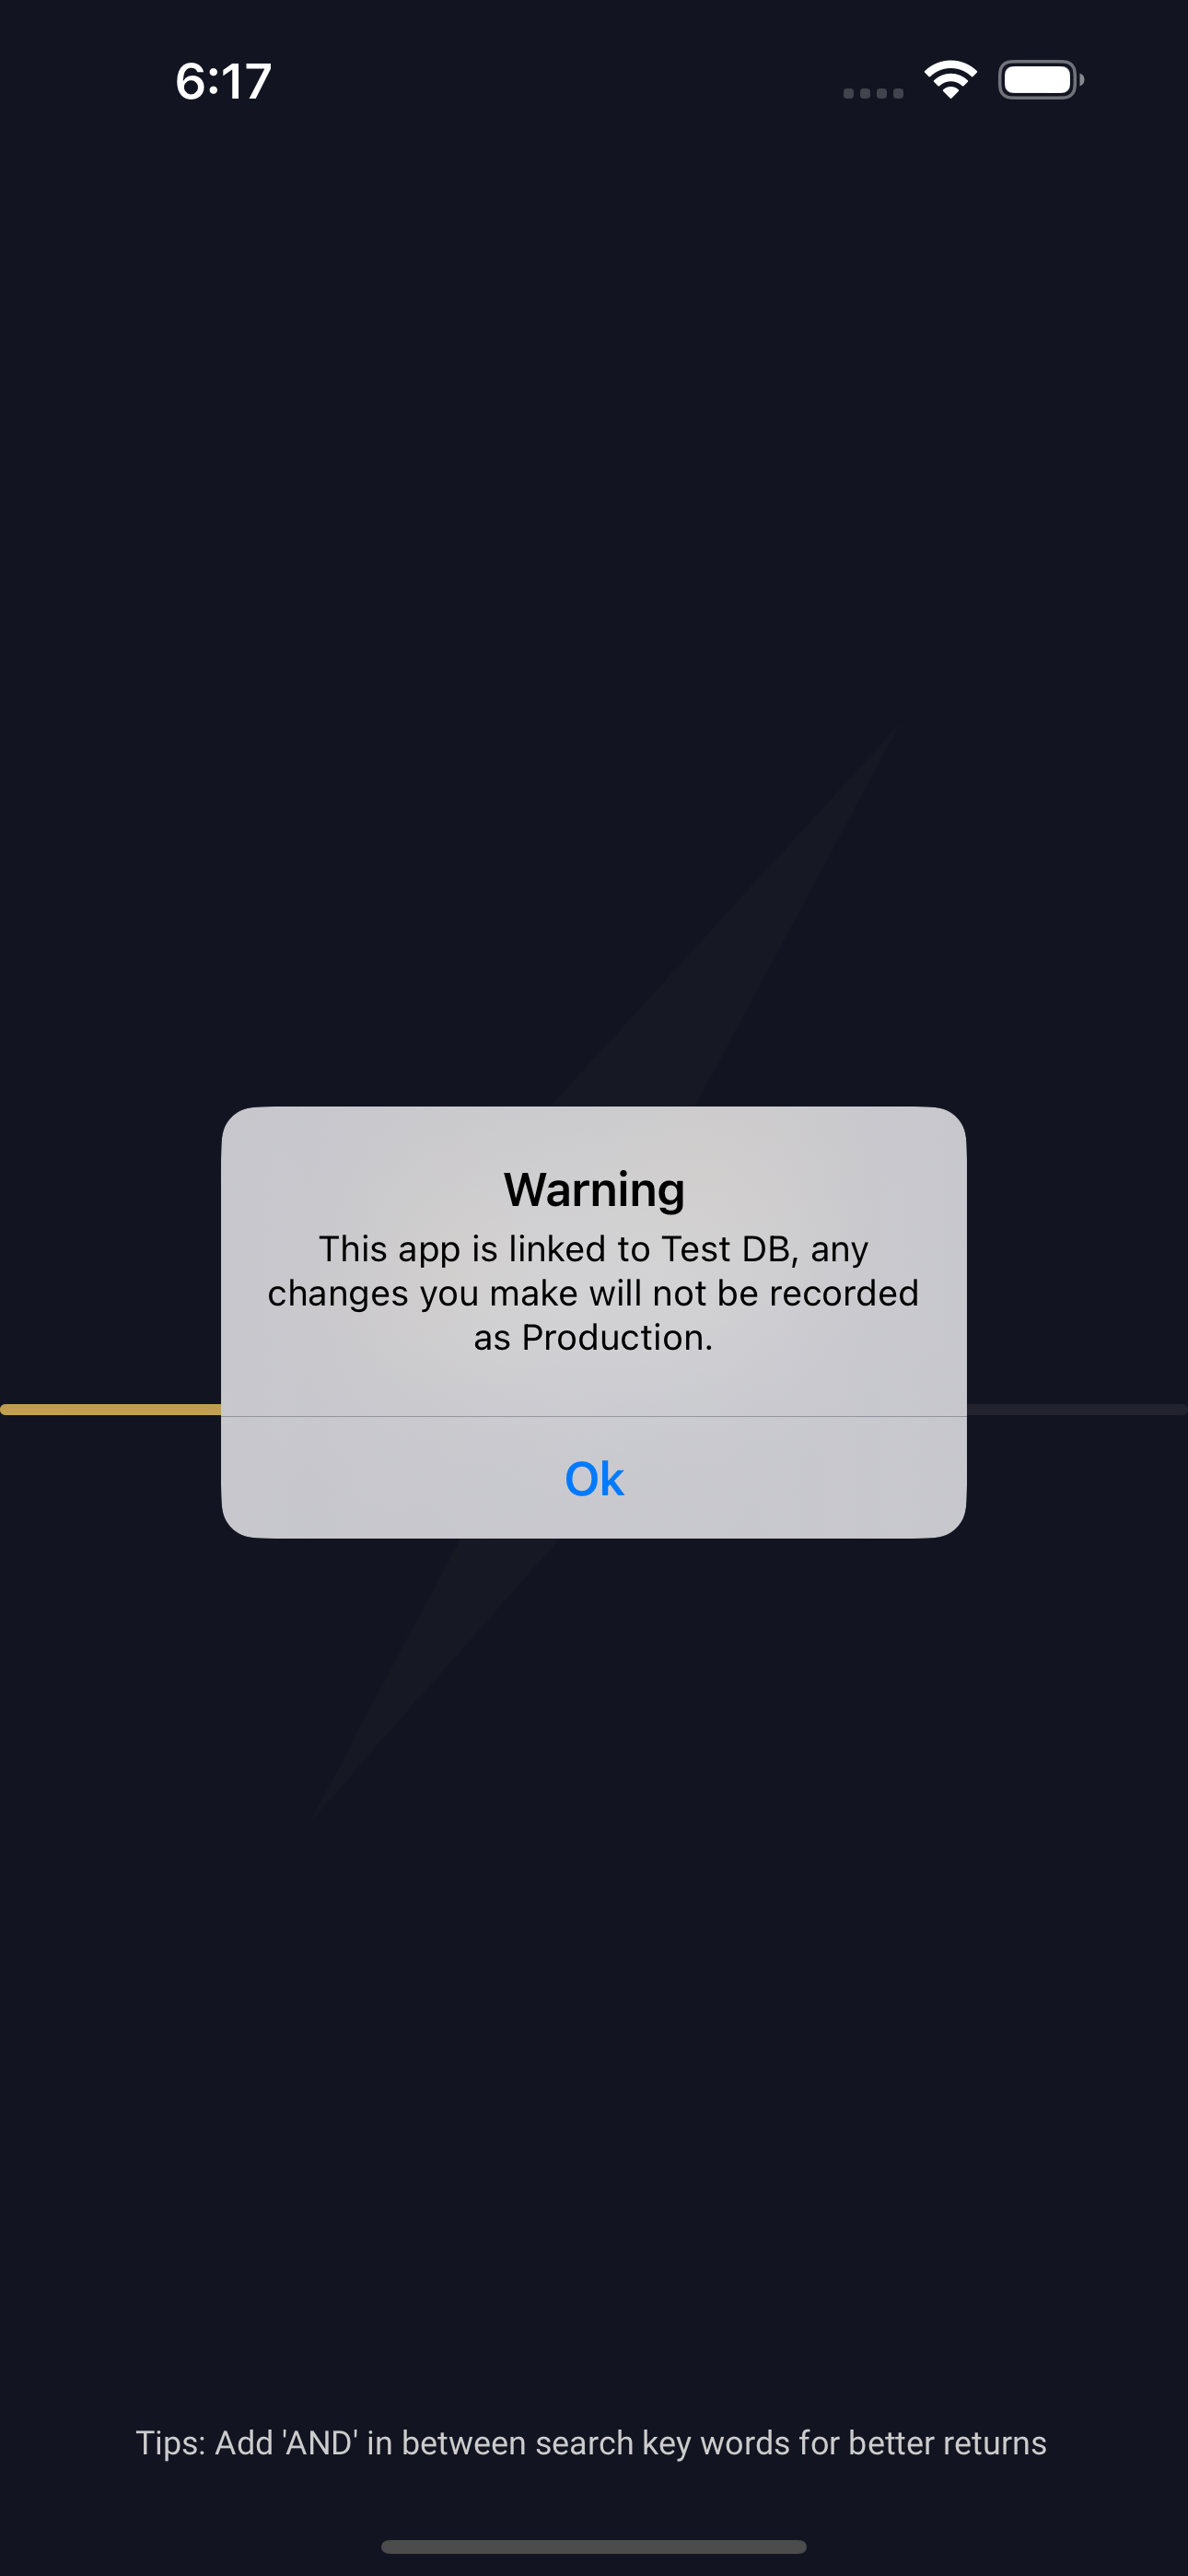 6:17
Warning
This app is linked to Test DB, any
changes you make will not be recorded
as Production.
Ok
Tips: Add 'AND' in between search key words for better returns